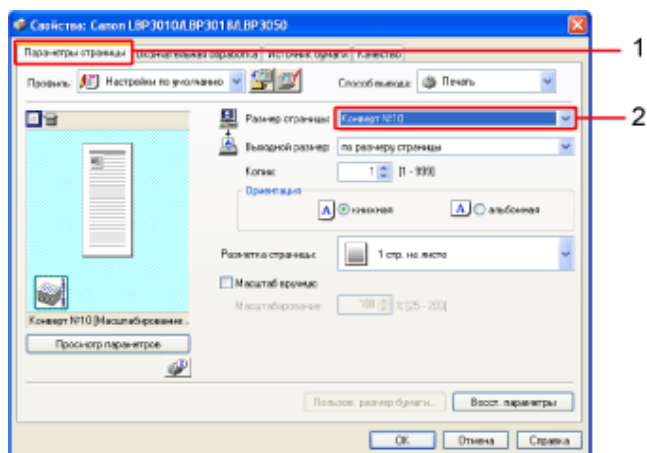 Свойства: Canon LBP3010/LBP3018/LBP3050
Параметры страницы Окончательная обработка Источник бумаги Качество 1
Профиль: Настройки по умолчанию Способ вывода: Печать
Размер страницы: Конверт №10 2
Выходной размер: по размеру страницы
Копии: 1 [1 - 999]
Ориентация
A книжная A альбомная
Разметка страницы: 1 стр. на листе
Масштаб вручную
Масштабирование: 100 % [25 - 200]
Конверт №10 [Масштабирование:
Просмотр параметров
Пользов. размер бумаги... Восст. параметры
OK Отмена Справка